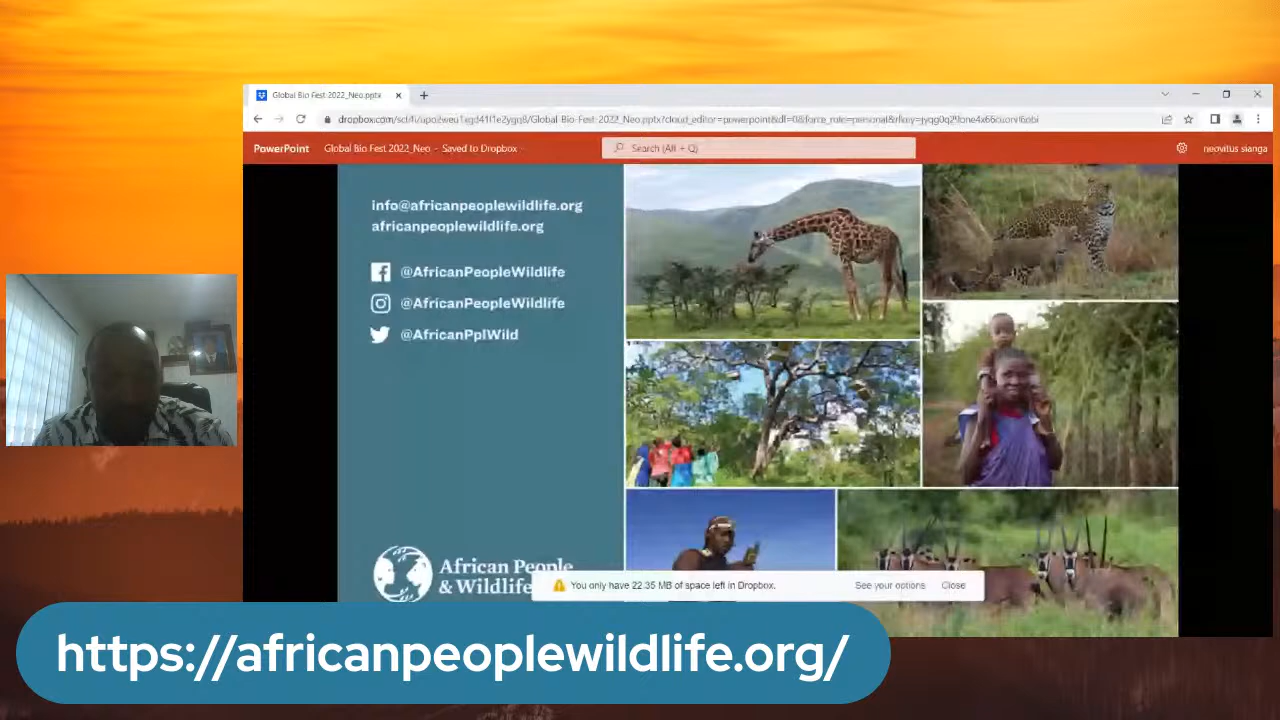 Global Bio Fest-2022_Neo.pptx
PowerPoint
Global Bio Fest 2022_Neo - Saved to Dropbox
Search (Alt + Q)
neovitus sianga
info@africanpeoplewildlife.org
africanpeoplewildlife.org
@AfricanPeopleWildlife
@AfricanPeopleWildlife
@AfricanPplWild
African People
& Wildlife
You only have 22.35 MB of space left in Dropbox.
See your options
Close
https://africanpeoplewildlife.org/